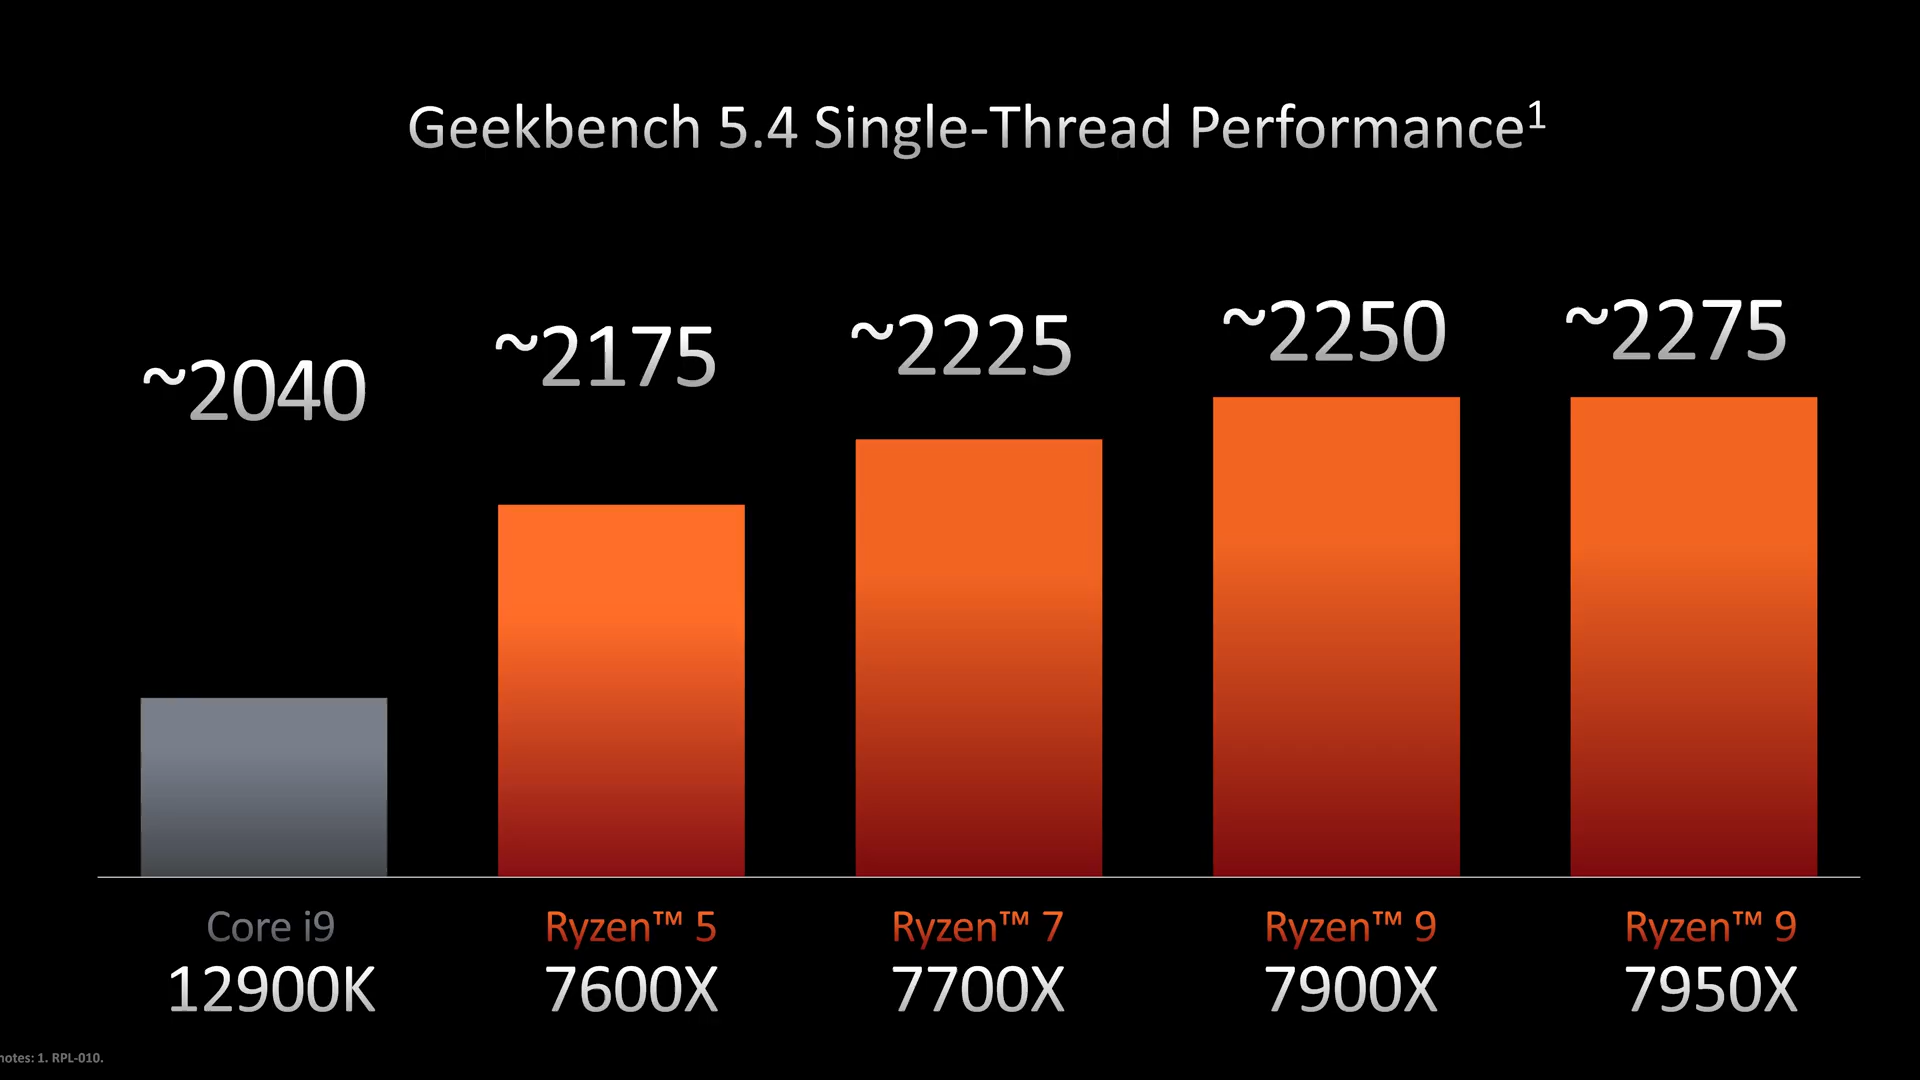 Geekbench 5.4 Single-Thread Performance¹
~2040
~2175
~2225
~2250
~2275
Core i9
12900K
Ryzen™ 5
7600X
Ryzen™ 7
7700X
Ryzen™ 9
7900X
Ryzen™ 9
7950X
notes: 1. RPL-010.